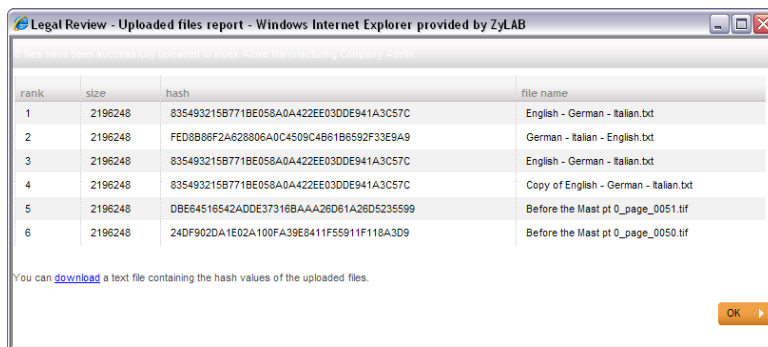 Legal Review - Uploaded files report - Windows Internet Explorer provided by ZyLAB
6 files have been successfully uploaded to index Acme Manufacturing Company Admin
rank size hash file name
1 2196248 835493215B771BE058A0A422EE03DDE941A3C57C English - German - Italian.txt
2 2196248 FED8B86F2A628806A0C4509C4B61B6592F33E9A9 German - Italian - English.txt
3 2196248 835493215B771BE058A0A422EE03DDE941A3C57C English - German - Italian.txt
4 2196248 835493215B771BE058A0A422EE03DDE941A3C57C Copy of English - German - Italian.txt
5 2196248 DBE64516542ADDE37316BAAA26D61A26D5235599 Before the Mast pt 0_page_0051.tif
6 2196248 24DF902DA1E02A100FA39E8411F55911F118A3D9 Before the Mast pt 0_page_0050.tif
You can download a text file containing the hash values of the uploaded files.
OK